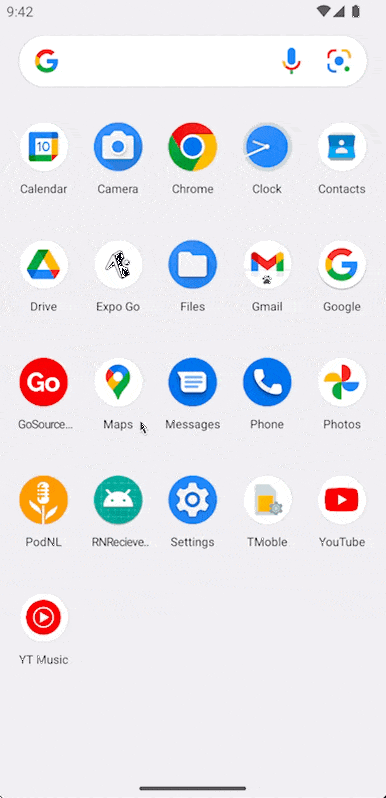 9:42
Calendar Camera Chrome Clock Contacts
Drive Expo Go Files Gmail Google
Go
GoSource... Maps Messages Phone Photos
PodNL RNRecieve.. Settings TMoble YouTube
YT Music